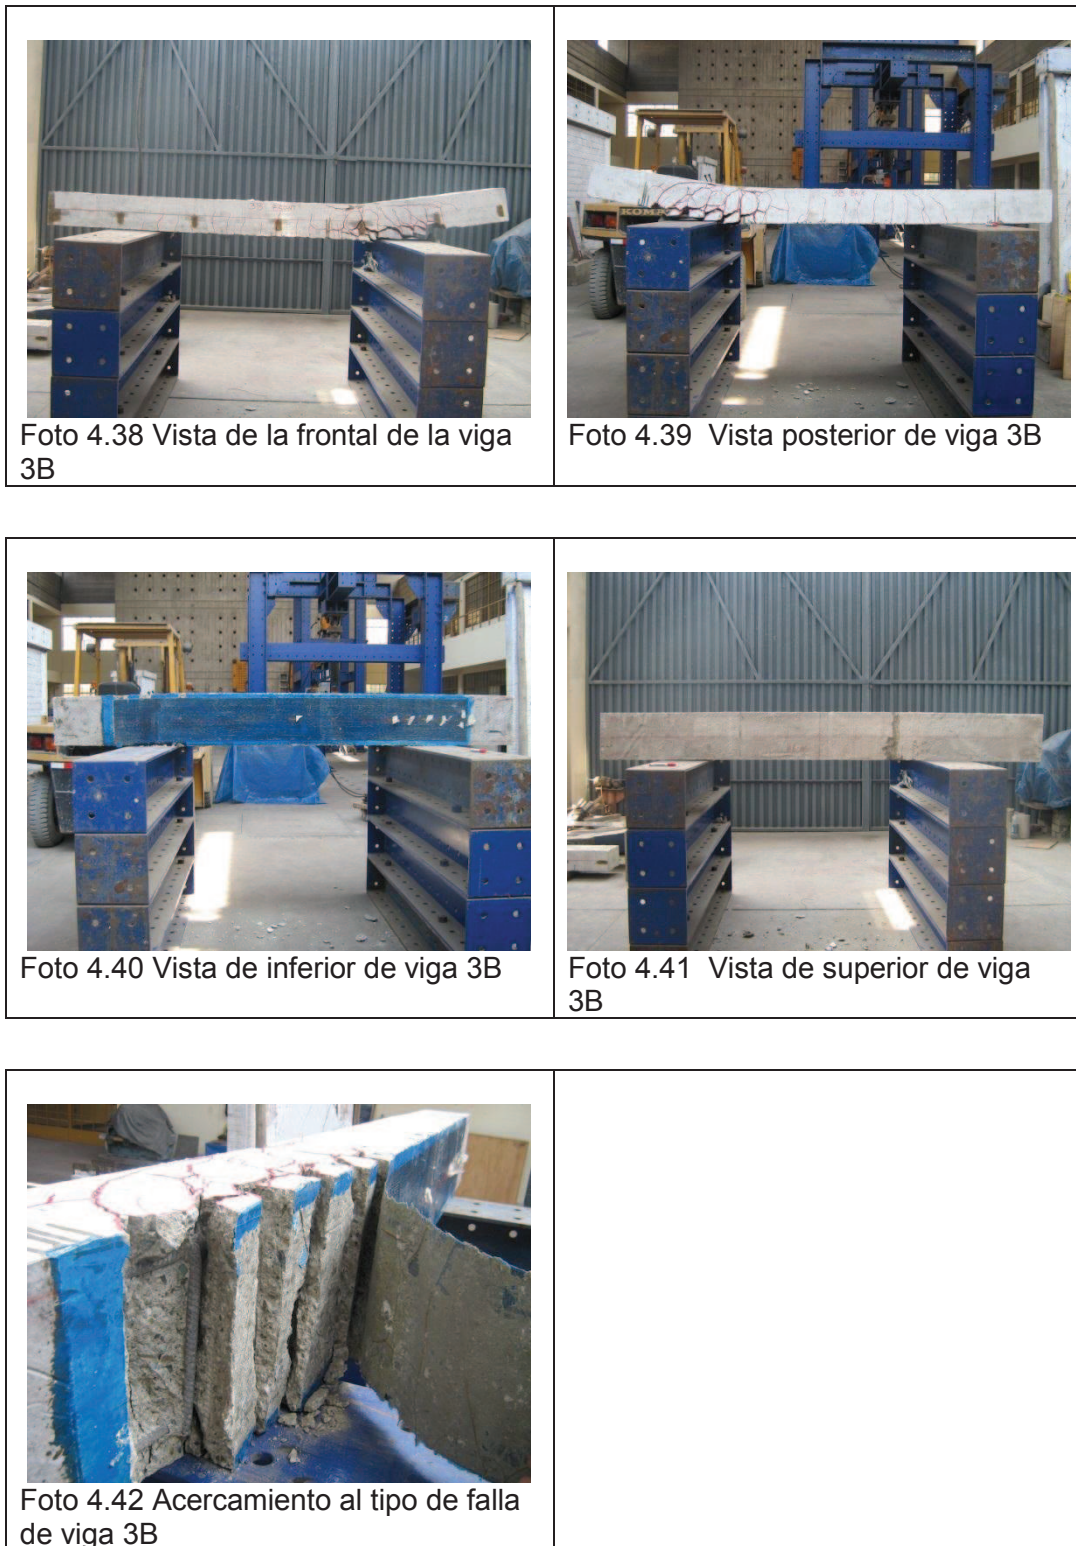 KOMA
Foto 4.38 Vista de la frontal de la viga
3B
Foto 4.39 Vista posterior de viga 3B
Foto 4.40 Vista de inferior de viga 3B
Foto 4.41 Vista de superior de viga
3B
Foto 4.42 Acercamiento al tipo de falla
de viga 3B